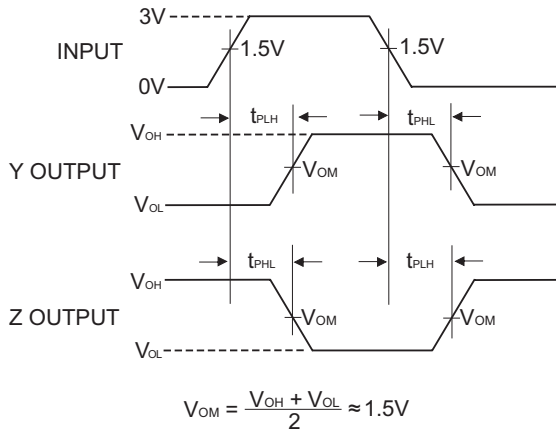 3V
INPUT
1.5V
1.5V
0V
tPLH
tPHL
VOH
Y OUTPUT
VOM
VOM
VOL
tPHL
tPLH
VOH
Z OUTPUT
VOM
VOM
VOL
VOM = VOH + VOL / 2 ≈ 1.5V